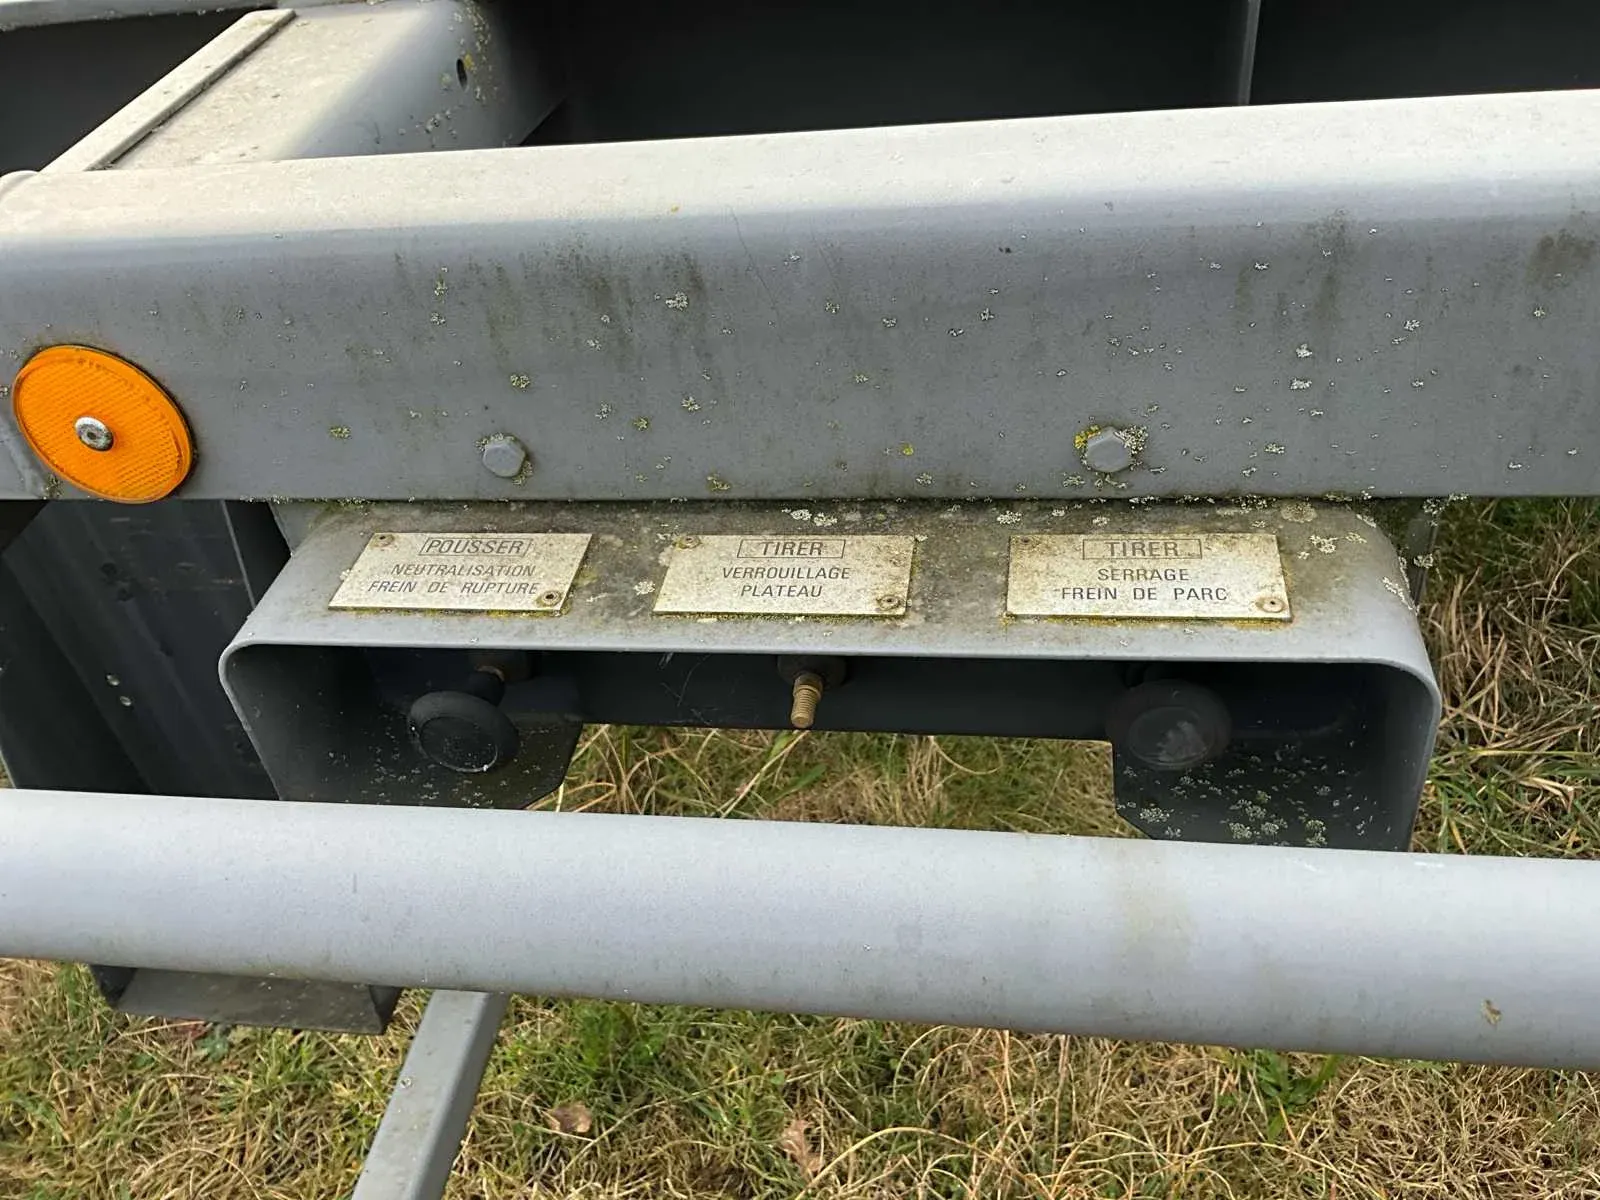 POUSSER
NEUTRALISATION
FREIN DE RUPTURE
TIRER
VERROUILLAGE
PLATEAU
TIRER
SERRAGE
FREIN DE PARC